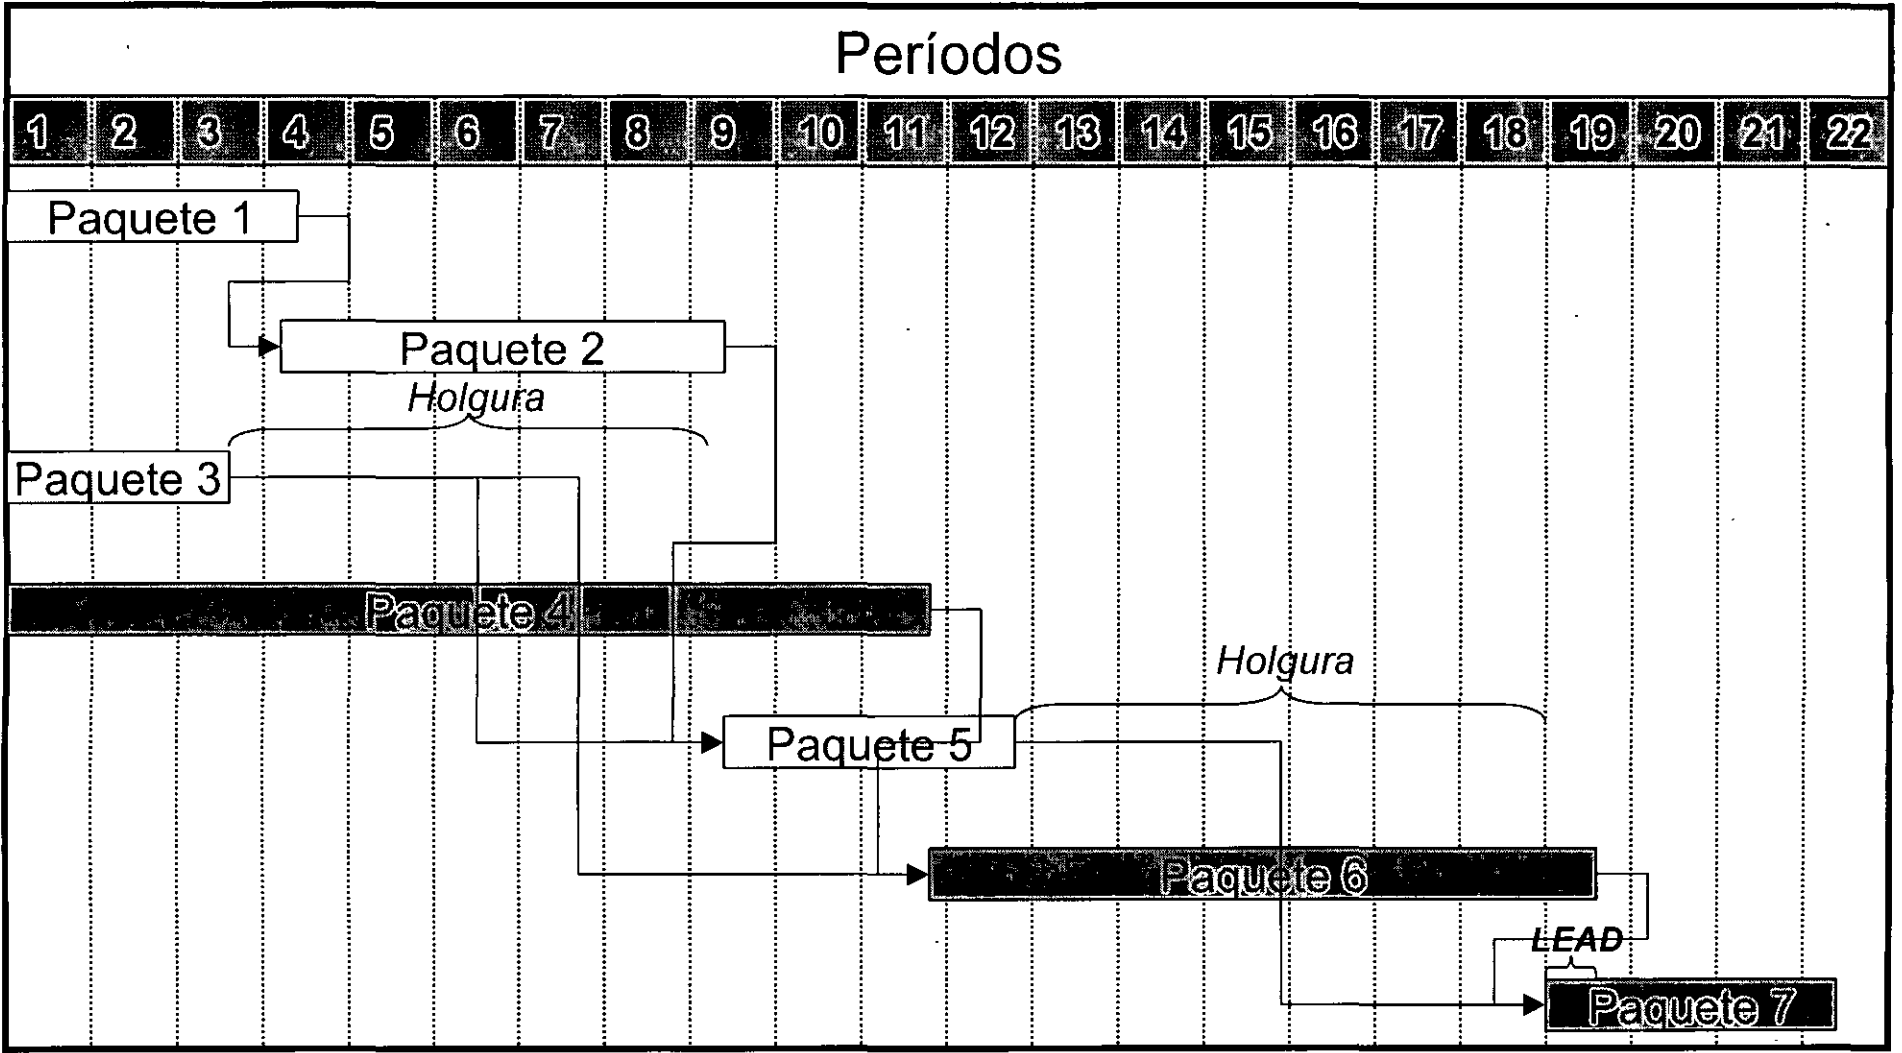 Períodos
1 2 3 4 5 6 7 8 9 10 11 12 13 14 15 16 17 18 19 20 21 22
Paquete 1
Paquete 2
Holgura
Paquete 3
Paquete 4
Holgura
Paquete 5
Paquete 6
LEAD
Paquete 7